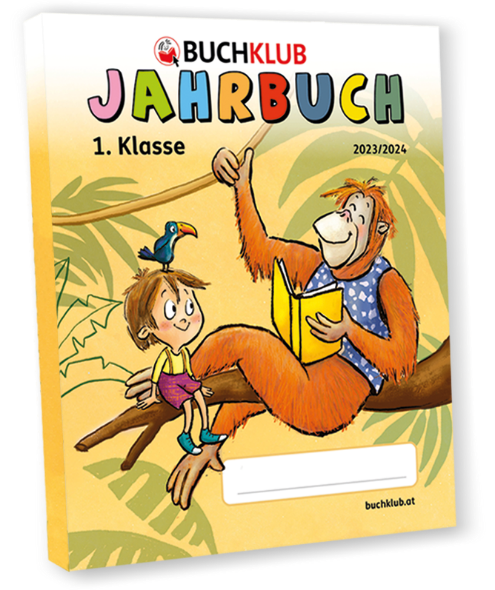 BUCHKLUB
JAHRBUCH
1. Klasse
2023/2024
buchklub.at